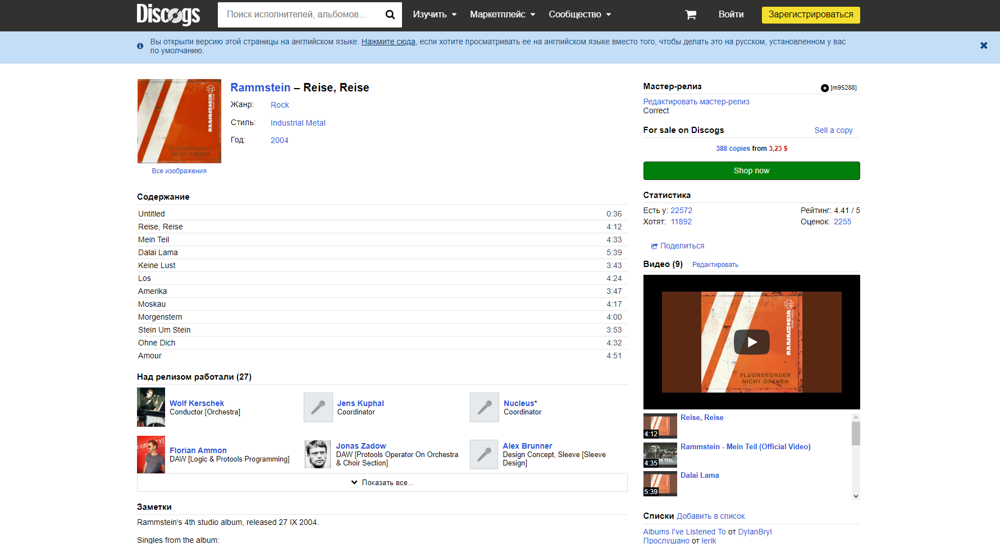 Discogs
Поиск исполнителей, альбомов…
Изучить
Маркетплейс
Сообщество
Войти
Зарегистрироваться
Вы открыли версию этой страницы на английском языке. Нажмите сюда, если хотите просматривать ее на английском языке вместо того, чтобы делать это на русском, установленном у вас
по умолчанию.
RAMMSTEIN
FLUGREKORDER
NICHT ÖFFNEN
Все изображения
Rammstein – Reise, Reise
Жанр: Rock
Стиль: Industrial Metal
Год: 2004
Содержание
Untitled 0:36
Reise, Reise 4:12
Mein Teil 4:33
Dalai Lama 5:39
Keine Lust 3:43
Los 4:24
Amerika 3:47
Moskau 4:17
Morgenstern 4:00
Stein Um Stein 3:53
Ohne Dich 4:32
Amour 4:51
Над релизом работали (27)
Wolf Kerschek
Conductor [Orchestra]
Jens Kuphal
Coordinator
Nucleus*
Coordinator
Florian Ammon
DAW [Logic & Protools Programming]
Jonas Zadow
DAW [Protools Operator On Orchestra
& Choir Section]
Alex Brunner
Design Concept, Sleeve [Sleeve
Design]
Показать все...
Заметки
Rammstein's 4th studio album, released 27 IX 2004.
Singles from the album:
Мастер-релиз [m95288]
Редактировать мастер-релиз
Correct
For sale on Discogs Sell a copy
388 copies from 3,23 $
Shop now
Статистика
Есть у: 22572 Рейтинг: 4.41 / 5
Хотят: 11892 Оценок: 2255
Поделиться
Видео (9) Редактировать
RAMMSTEIN
FLUGREKORDER
NICHT ÖFFNEN
4:12 Reise, Reise
4:35 Rammstein - Mein Teil (Official Video)
5:39 Dalai Lama
Списки Добавить в список
Albums I've Listened To от DylanBryl
Прослушано от lerik